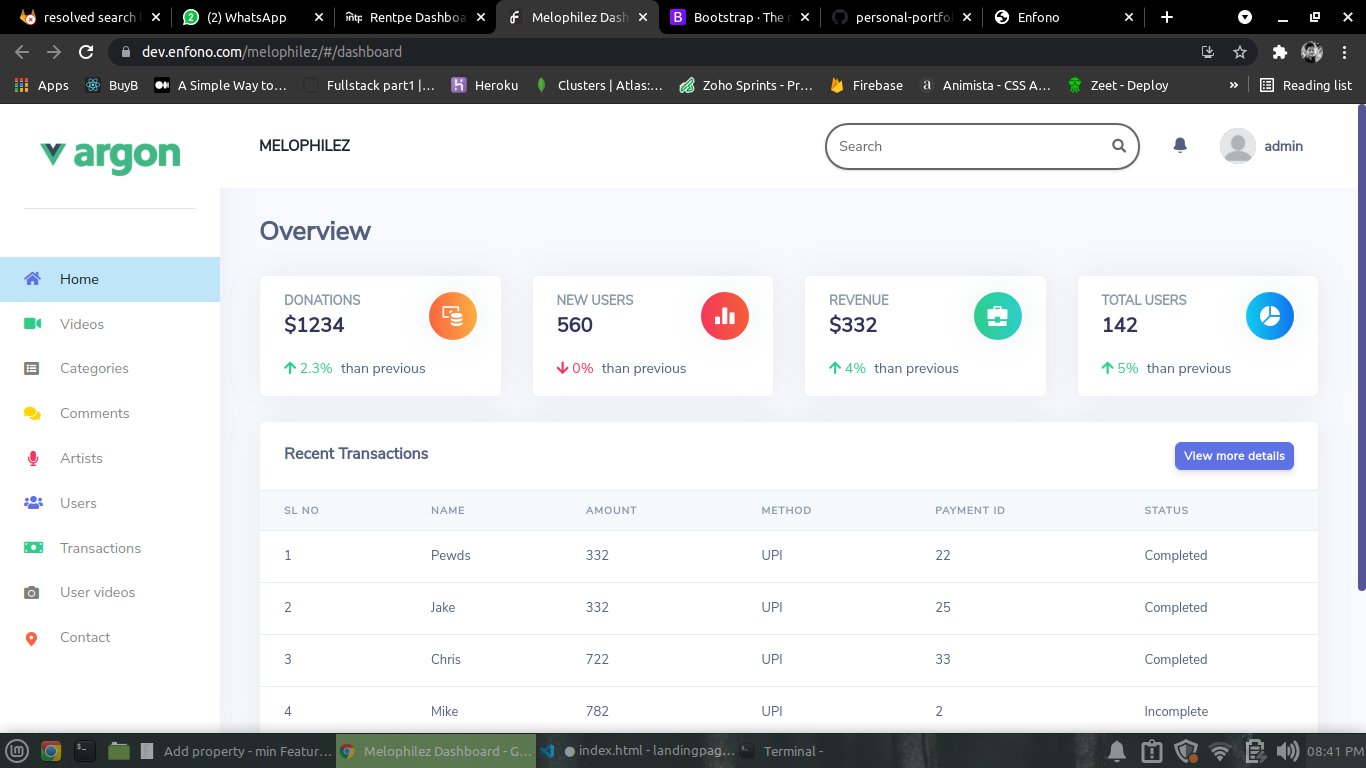 resolved search
(2) WhatsApp
Rentpe Dashboa
Melophilez Dash
Bootstrap · The
personal-portfo
Enfono
dev.enfono.com/melophilez/#/dashboard
Apps
BuyB
A Simple Way to...
Fullstack part1 |...
Heroku
Clusters | Atlas:...
Zoho Sprints - Pr...
Firebase
Animista - CSS A...
Zeet - Deploy
»
Reading list
argon
MELOPHILEZ
Search
admin
Home
Videos
Categories
Comments
Artists
Users
Transactions
User videos
Contact
Overview
DONATIONS
$1234
2.3% than previous
NEW USERS
560
0% than previous
REVENUE
$332
4% than previous
TOTAL USERS
142
5% than previous
Recent Transactions
View more details
SL NO NAME AMOUNT METHOD PAYMENT ID STATUS
1 Pewds 332 UPI 22 Completed
2 Jake 332 UPI 25 Completed
3 Chris 722 UPI 33 Completed
4 Mike 782 UPI 2 Incomplete
Add property - min Featur...
Melophilez Dashboard - G...
● index.html - landingpag...
Terminal -
08:41 PM